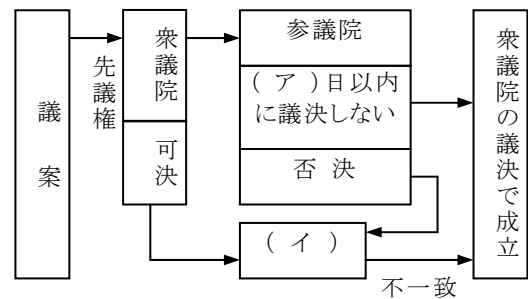 議案
先議権
衆議院
可決
参議院
(ア)日以内
に議決しない
否決
(イ)
不一致
衆議院の議決で成立